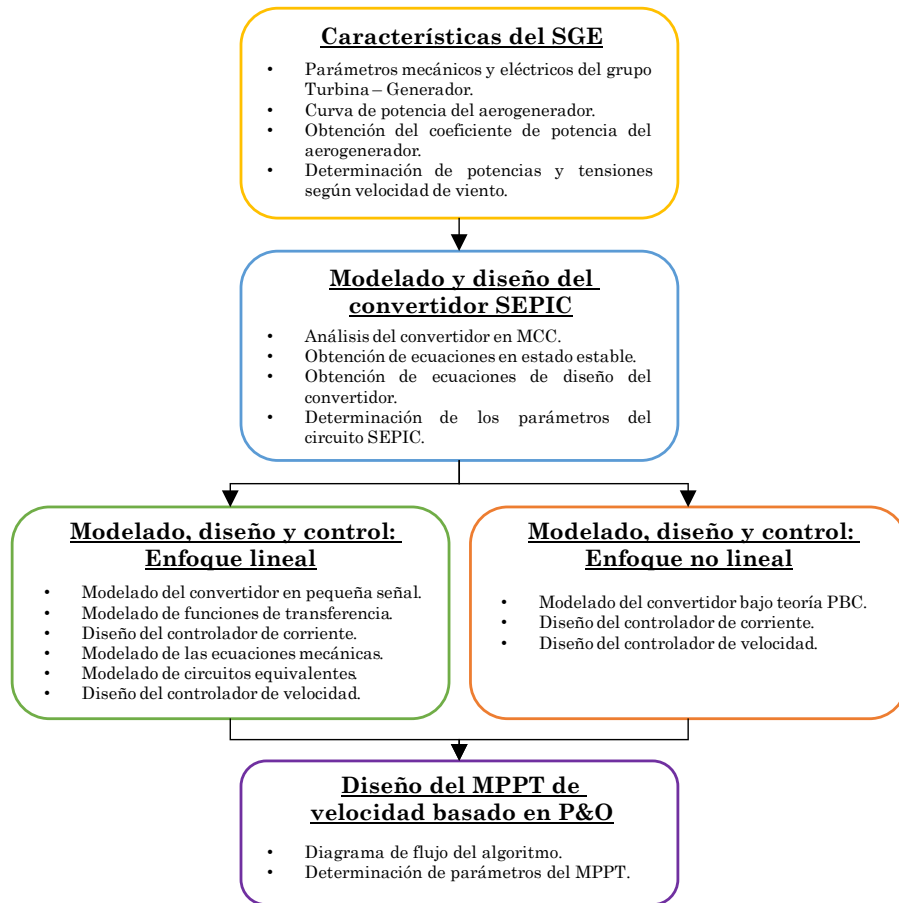 Características del SGE
• Parámetros mecánicos y eléctricos del grupo
Turbina – Generador.
• Curva de potencia del aerogenerador.
• Obtención del coeficiente de potencia del
aerogenerador.
• Determinación de potencias y tensiones
según velocidad de viento.
Modelado y diseño del
convertidor SEPIC
• Análisis del convertidor en MCC.
• Obtención de ecuaciones en estado estable.
• Obtención de ecuaciones de diseño del
convertidor.
• Determinación de los parámetros del
circuito SEPIC.
Modelado, diseño y control:
Enfoque lineal
• Modelado del convertidor en pequeña señal.
• Modelado de funciones de transferencia.
• Diseño del controlador de corriente.
• Modelado de las ecuaciones mecánicas.
• Modelado de circuitos equivalentes.
• Diseño del controlador de velocidad.
Modelado, diseño y control:
Enfoque no lineal
• Modelado del convertidor bajo teoría PBC.
• Diseño del controlador de corriente.
• Diseño del controlador de velocidad.
Diseño del MPPT de
velocidad basado en P&O
• Diagrama de flujo del algoritmo.
• Determinación de parámetros del MPPT.